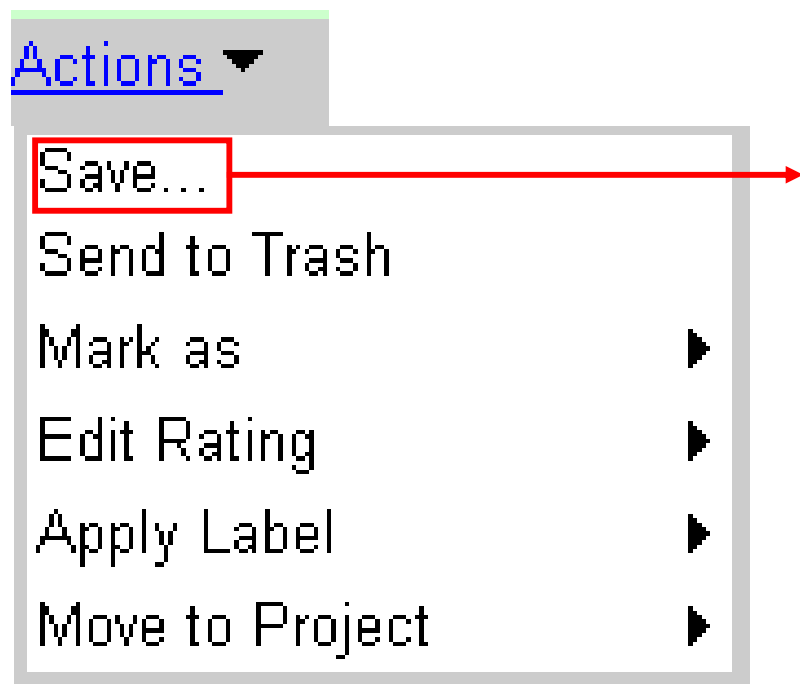 Actions
Save...
Send to Trash
Mark as
Edit Rating
Apply Label
Move to Project